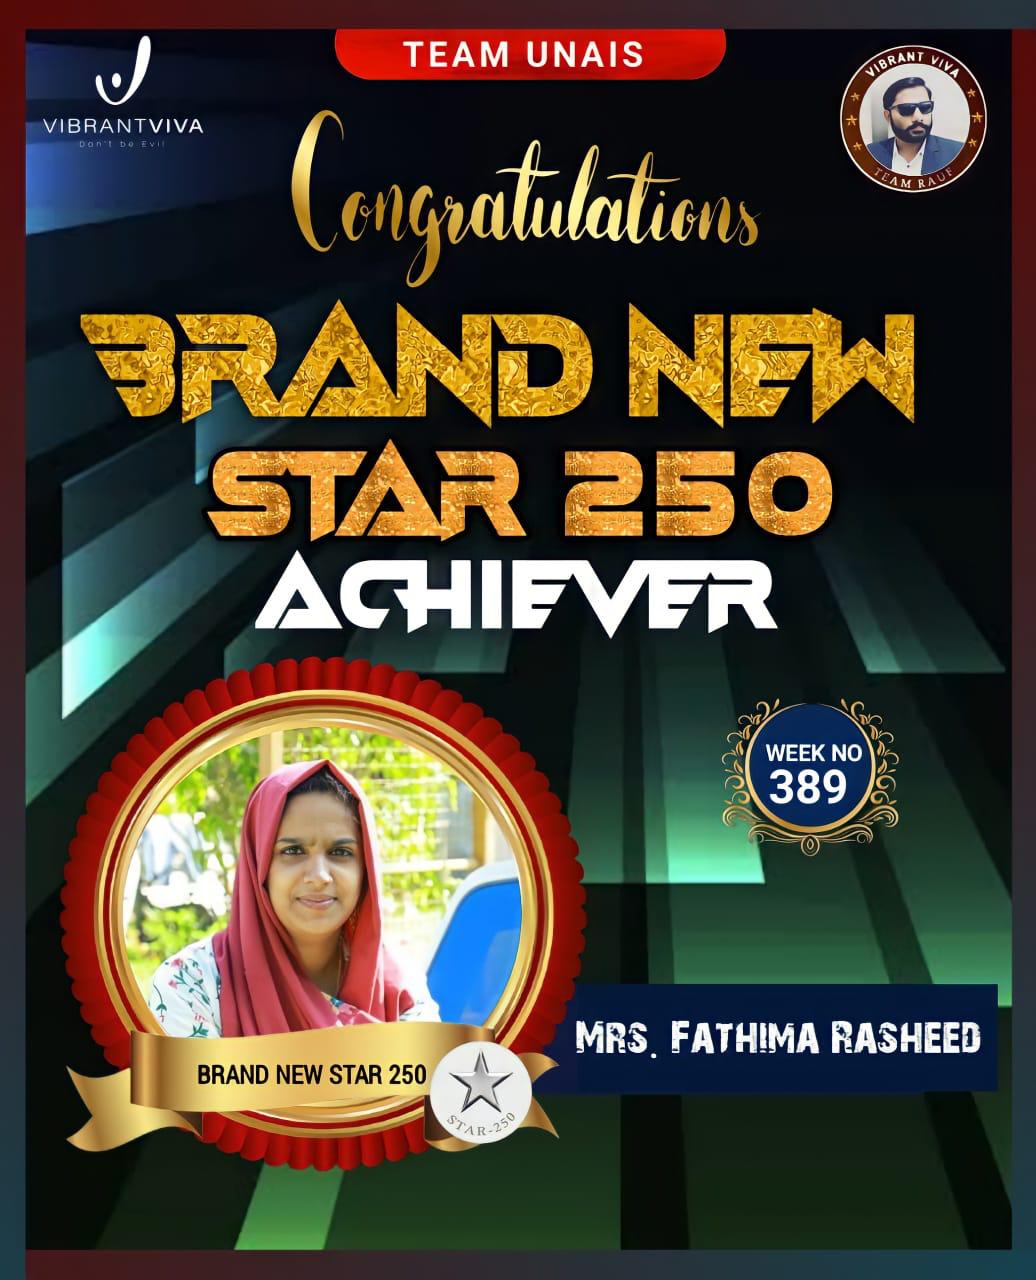 TEAM UNAIS
VIBRANTVIVA
Don't be Evil
VIBRANT VIVA
TEAM RAUF
Congratulations
BRAND NEW
STAR 250
ACHIEVER
WEEK NO
389
MRS. FATHIMA RASHEED
BRAND NEW STAR 250
STAR-250